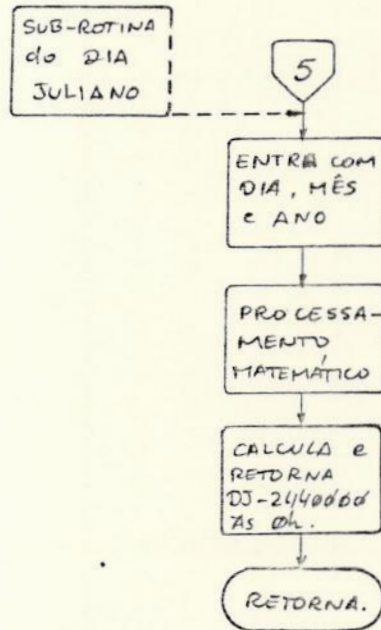 SUB-ROTINA
do DIA
JULIANO
5
ENTRA COM
DIA, MÊS
e ANO
PROCESSA-
MENTO
MATEMÁTICO
CALCULA e
RETORNA
DJ-2440000
ÀS 0h.
RETORNA.